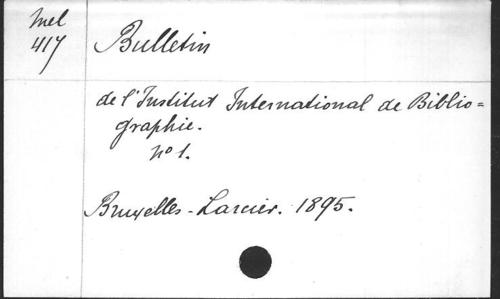 Mel
417
Bulletin
de l'Institut International de Biblio=
graphie.
Nº 1.
Bruxelles - Larcier. 1895.